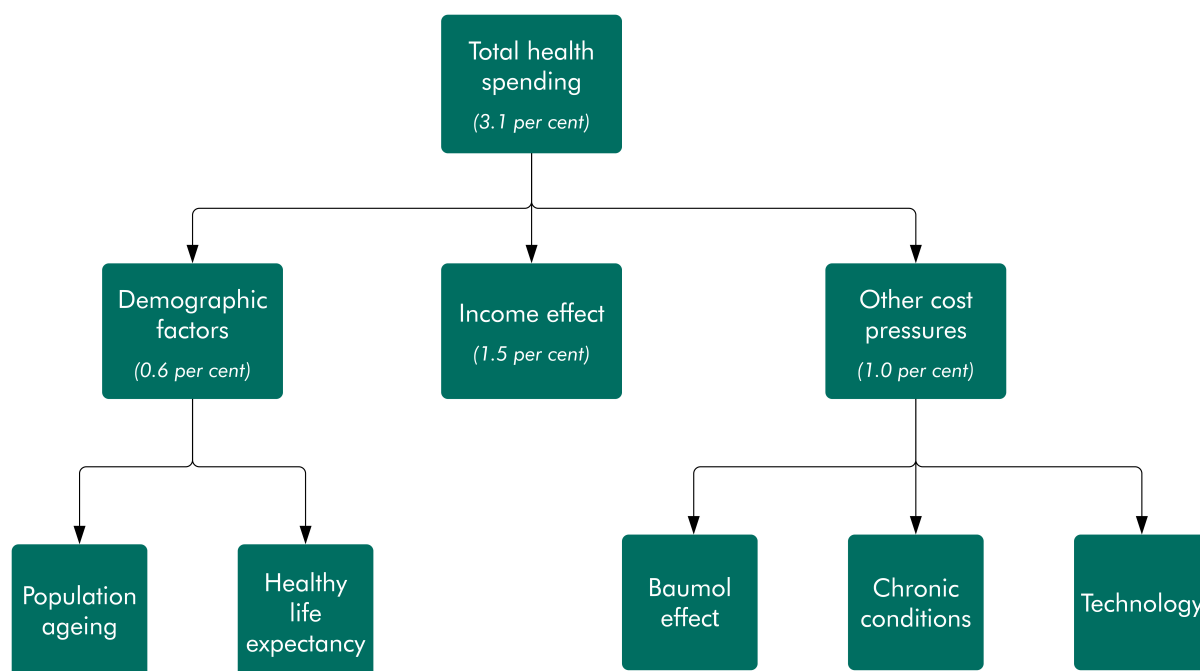 Total health
spending
(3.1 per cent)
Demographic
factors
(0.6 per cent)
Income effect
(1.5 per cent)
Other cost
pressures
(1.0 per cent)
Population
ageing
Healthy
life
expectancy
Baumol
effect
Chronic
conditions
Technology